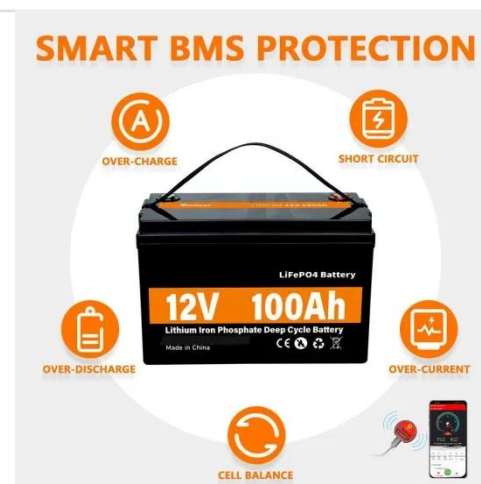 SMART BMS PROTECTION
OVER-CHARGE
SHORT CIRCUIT
LiFePO4 Battery
12V 100Ah
Lithium Iron Phosphate Deep Cycle Battery
Made in China
CE
OVER-DISCHARGE
OVER-CURRENT
CELL BALANCE